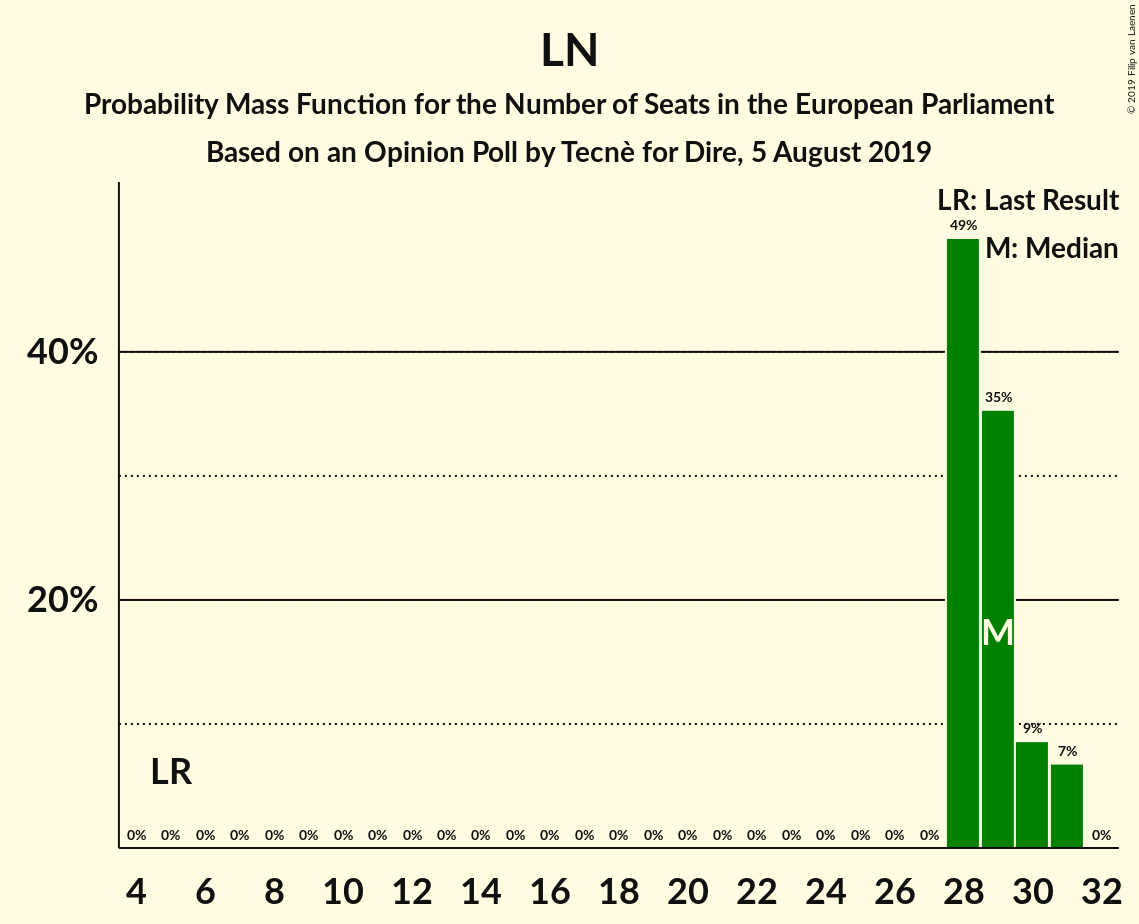 LN
Probability Mass Function for the Number of Seats in the European Parliament
Based on an Opinion Poll by Tecnè for Dire, 5 August 2019
© 2019 Filip van Laenen
LR: Last Result
M: Median
49%
40%
35%
20%
M
9%
7%
LR
0% 0% 0% 0% 0% 0% 0% 0% 0% 0% 0% 0% 0% 0% 0% 0% 0% 0% 0% 0% 0% 0% 0% 0% 0%
4 6 8 10 12 14 16 18 20 22 24 26 28 30 32